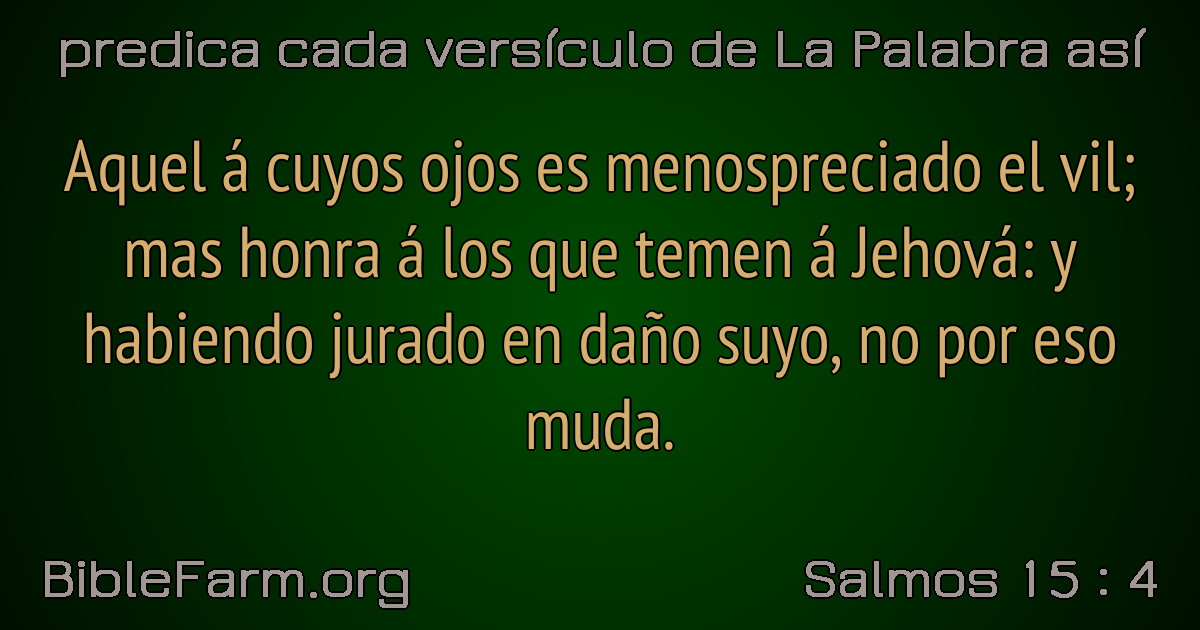 predica cada versículo de La Palabra así
Aquel á cuyos ojos es menospreciado el vil;
mas honra á los que temen á Jehová: y
habiendo jurado en daño suyo, no por eso
muda.
BibleFarm.org
Salmos 15 : 4